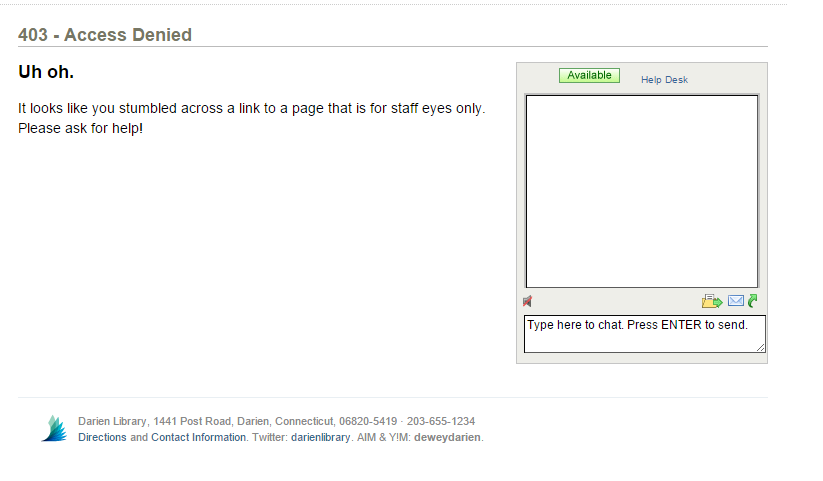 403 - Access Denied
Uh oh.
It looks like you stumbled across a link to a page that is for staff eyes only.
Please ask for help!
Available
Help Desk
Type here to chat. Press ENTER to send.
Darien Library, 1441 Post Road, Darien, Connecticut, 06820-5419 · 203-655-1234
Directions and Contact Information. Twitter: darienlibrary. AIM & Y!M: deweydarien.